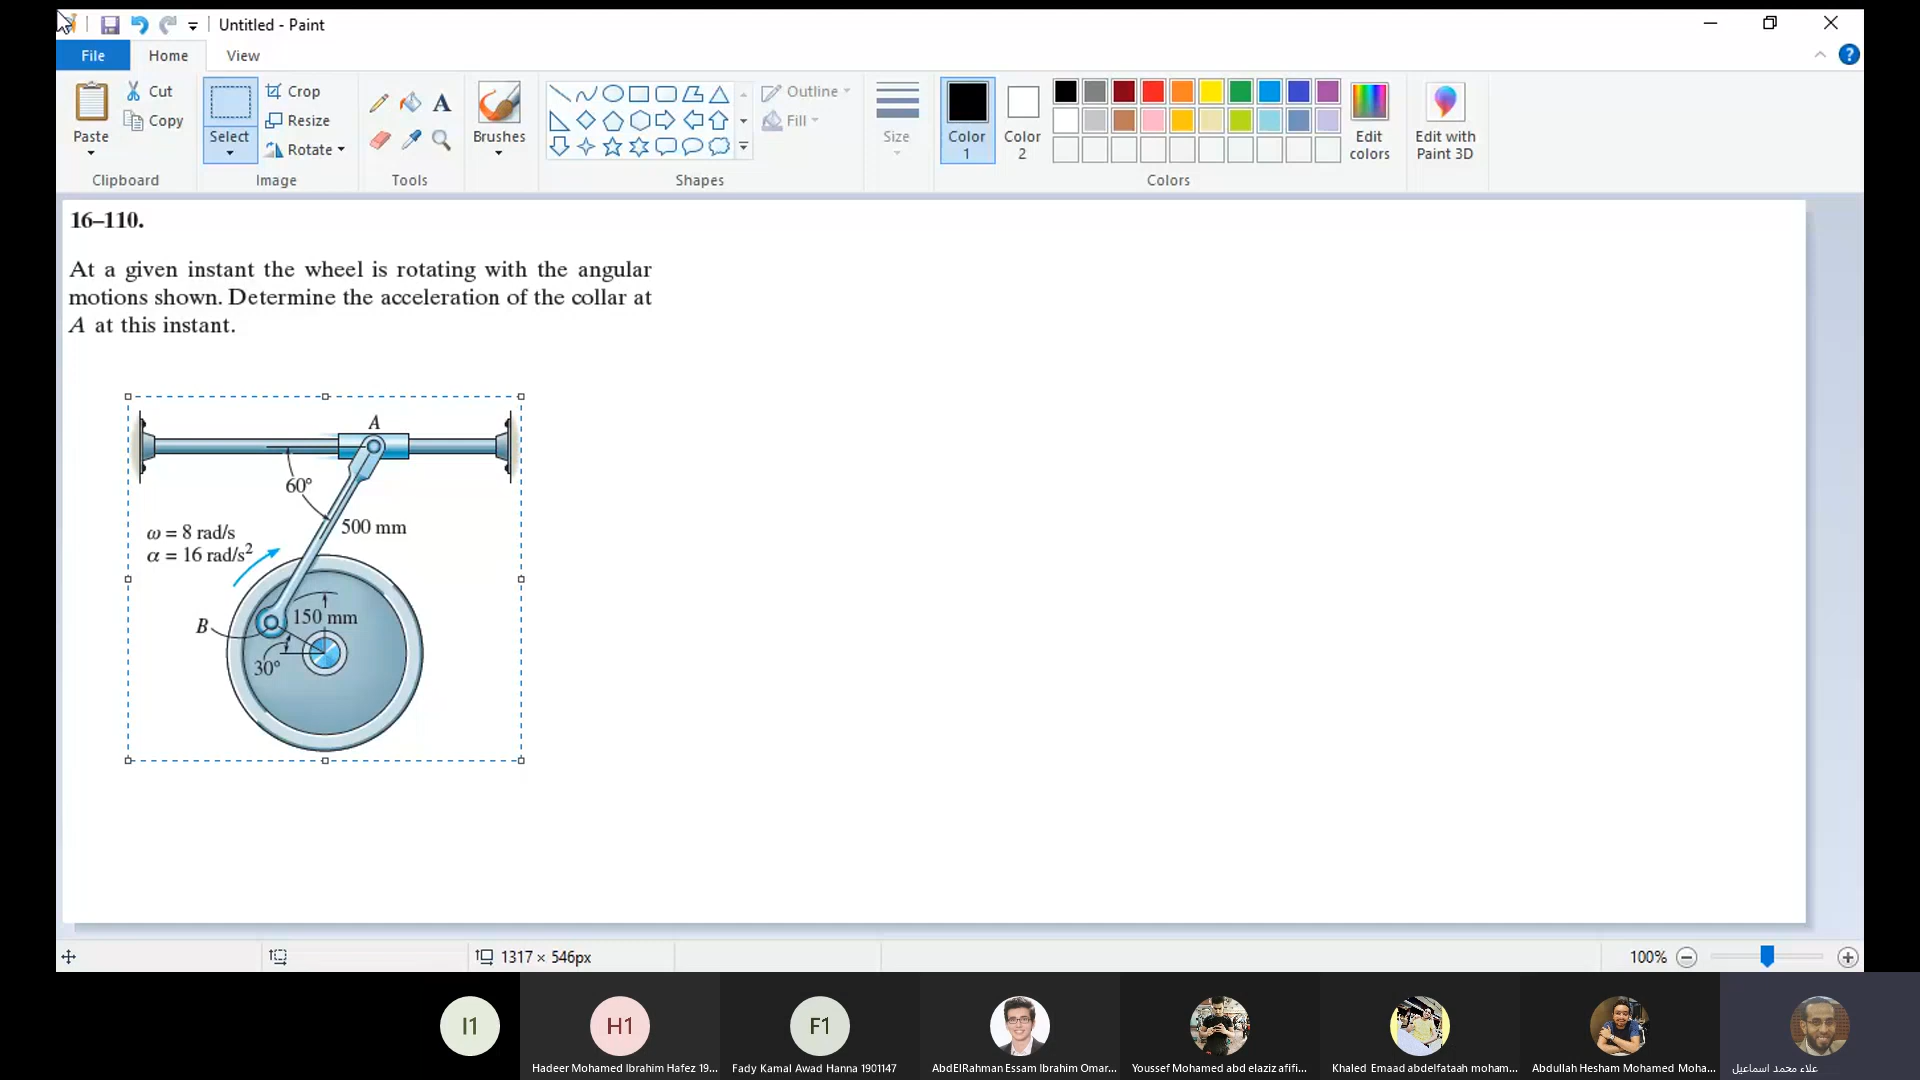 Untitled - Paint
File Home View
Paste
Cut
Copy
Clipboard
Select
Crop
Resize
Rotate
Image
A
Tools
Brushes
Shapes
Outline
Fill
Size
Color 1
Color 2
Edit colors
Edit with Paint 3D
Colors
?
16–110.
At a given instant the wheel is rotating with the angular
motions shown. Determine the acceleration of the collar at
A at this instant.
A
60°
500 mm
ω = 8 rad/s
α = 16 rad/s²
B
150 mm
30°
1317 × 546px
100%
I1
H1
F1
Hadeer Mohamed Ibrahim Hafez 19...
Fady Kamal Awad Hanna 1901147
AbdElRahman Essam Ibrahim Omar...
Youssef Mohamed abd elaziz afifi...
Khaled Emaad abdelfataah moham...
Abdullah Hesham Mohamed Moha...
علاء محمد اسماعيل